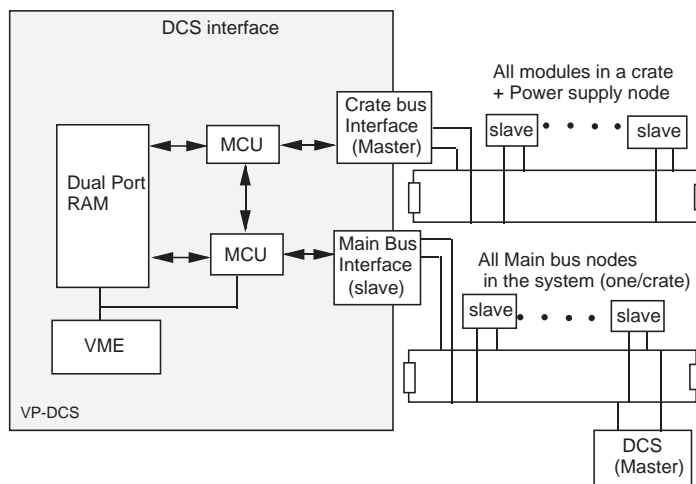 DCS interface
Dual Port
RAM
MCU
MCU
VME
VP-DCS
Crate bus
Interface
(Master)
Main Bus
Interface
(slave)
All modules in a crate
+ Power supply node
slave
slave
All Main bus nodes
in the system (one/crate)
slave
slave
DCS
(Master)